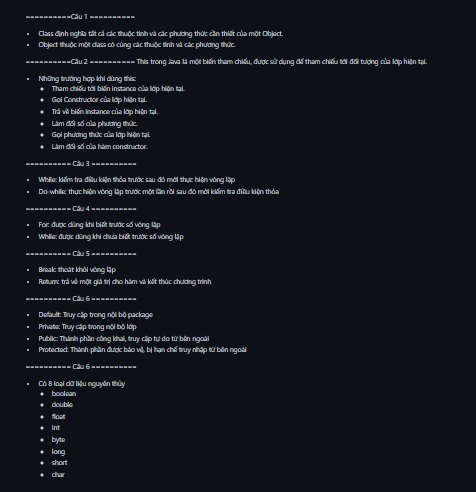 ==========Câu 1 ==========
• Class định nghĩa tất cả các thuộc tính và các phương thức cần thiết của một Object.
• Object thuộc một class có cùng các thuộc tính và các phương thức.
==========Câu 2 ========== This trong Java là một biến tham chiếu, được sử dụng để tham chiếu tới đối tượng của lớp hiện tại.
• Những trường hợp khi dùng this:
• Tham chiếu tới biến instance của lớp hiện tại.
• Gọi Constructor của lớp hiện tại.
• Trả về biến instance của lớp hiện tại.
• Làm đối số của phương thức.
• Gọi phương thức của lớp hiện tại.
• Làm đối số của hàm constructor.
========== Câu 3 ==========
• While: kiểm tra điều kiện thỏa trước sau đó mới thực hiện vòng lặp
• Do-while: thực hiện vòng lặp trước một lần rồi sau đó mới kiểm tra điều kiện thỏa
========== Câu 4 ==========
• For: được dùng khi biết trước số vòng lặp
• While: được dùng khi chưa biết trước số vòng lặp
========== Câu 5 ==========
• Break: thoát khỏi vòng lặp
• Return: trả về một giá trị cho hàm và kết thúc chương trình
========== Câu 6 ==========
• Default: Truy cập trong nội bộ package
• Private: Truy cập trong nội bộ lớp
• Public: Thành phần công khai, truy cập tự do từ bên ngoài
• Protected: Thành phần được bảo vệ, bị hạn chế truy nhập từ bên ngoài
========== Câu 6 ==========
• Có 8 loại dữ liệu nguyên thủy
• boolean
• double
• float
• int
• byte
• long
• short
• char